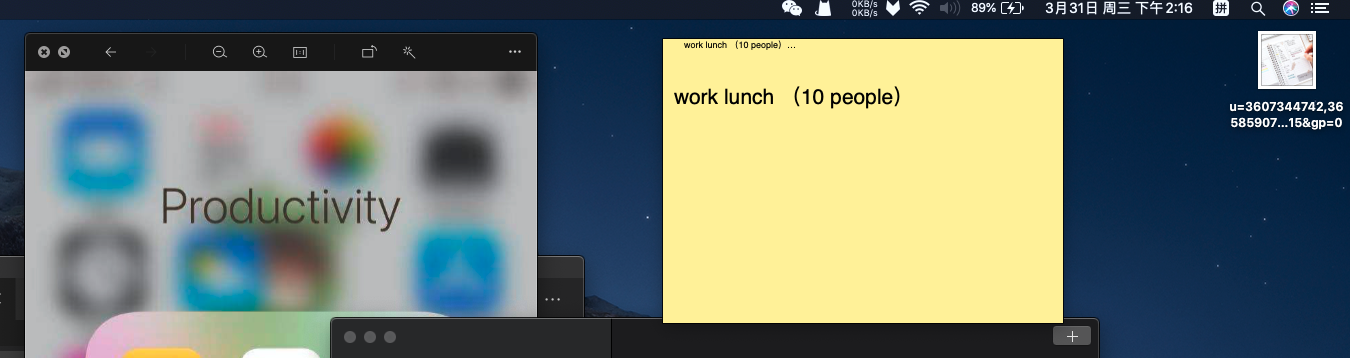 0KB/s
0KB/s
89%
3月31日 周三 下午2:16
拼
work lunch （10 people）...
work lunch （10 people）
Productivity
u=3607344742,36
585907...15&gp=0